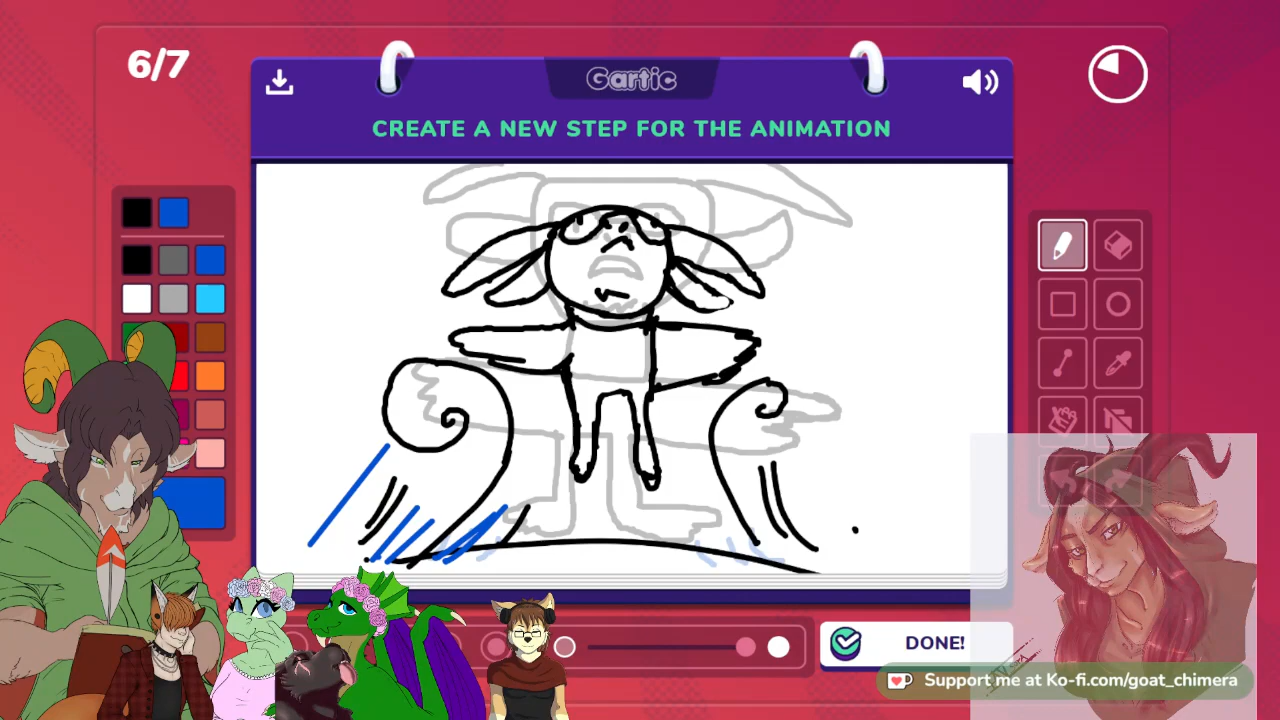 6/7
Gartic
CREATE A NEW STEP FOR THE ANIMATION
DONE!
Support me at Ko-fi.com/goat_chimera